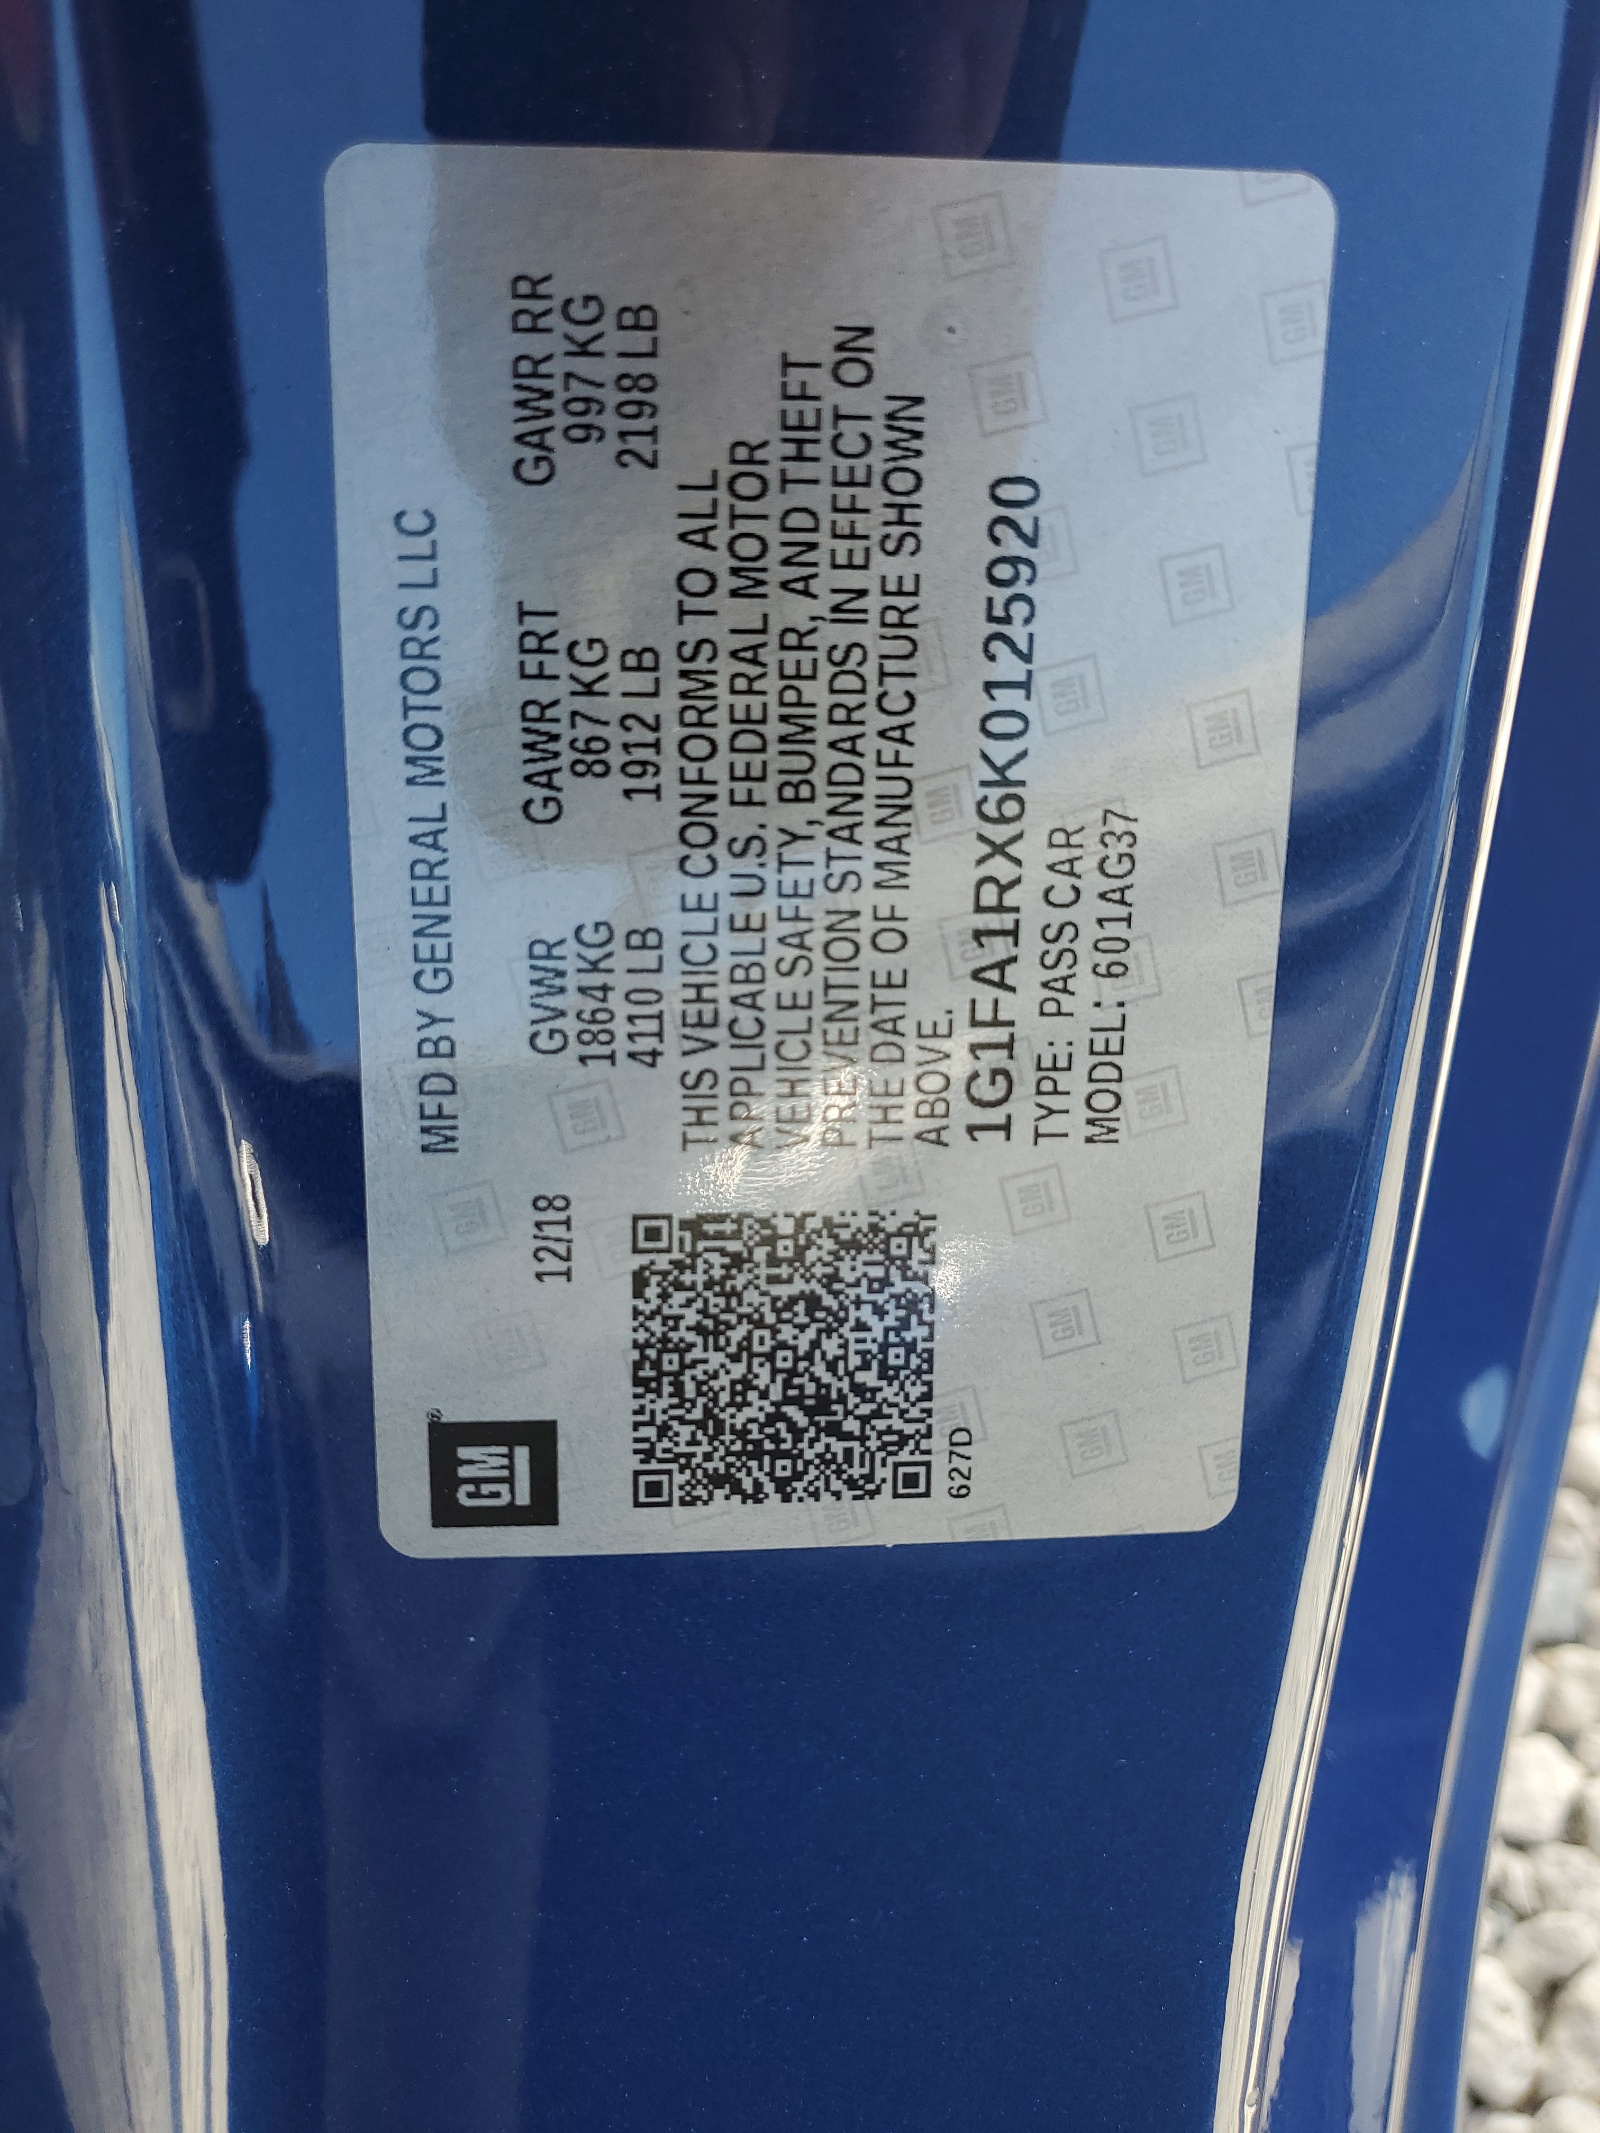 GM®
MFD BY GENERAL MOTORS LLC
12/18
GVWR GAWR FRT GAWR RR
1864 KG 867 KG 997 KG
4110 LB 1912 LB 2198 LB
THIS VEHICLE CONFORMS TO ALL
APPLICABLE U.S. FEDERAL MOTOR
VEHICLE SAFETY, BUMPER, AND THEFT
PREVENTION STANDARDS IN EFFECT ON
THE DATE OF MANUFACTURE SHOWN
ABOVE.
1G1FA1RX6K0125920
TYPE: PASS CAR
MODEL: 601AG37
627D